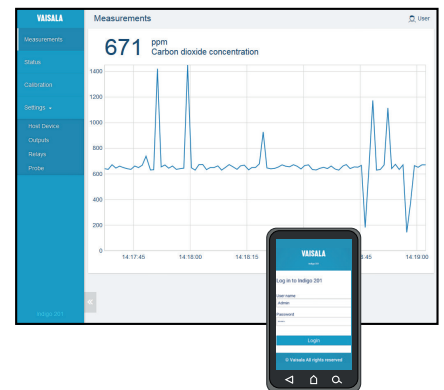 VAISALA
Measurements
User
Measurements
Status
Calibration
Settings
Host Device
Outputs
Relays
Probe
Indigo 201
671 ppm
Carbon dioxide concentration
1400
1200
1000
800
600
400
200
0
14:17:45
14:18:00
14:18:15
:45
14:19:00
VAISALA
Log in to Indigo 201
User name
Admin
Password
Login
© Vaisala All rights reserved